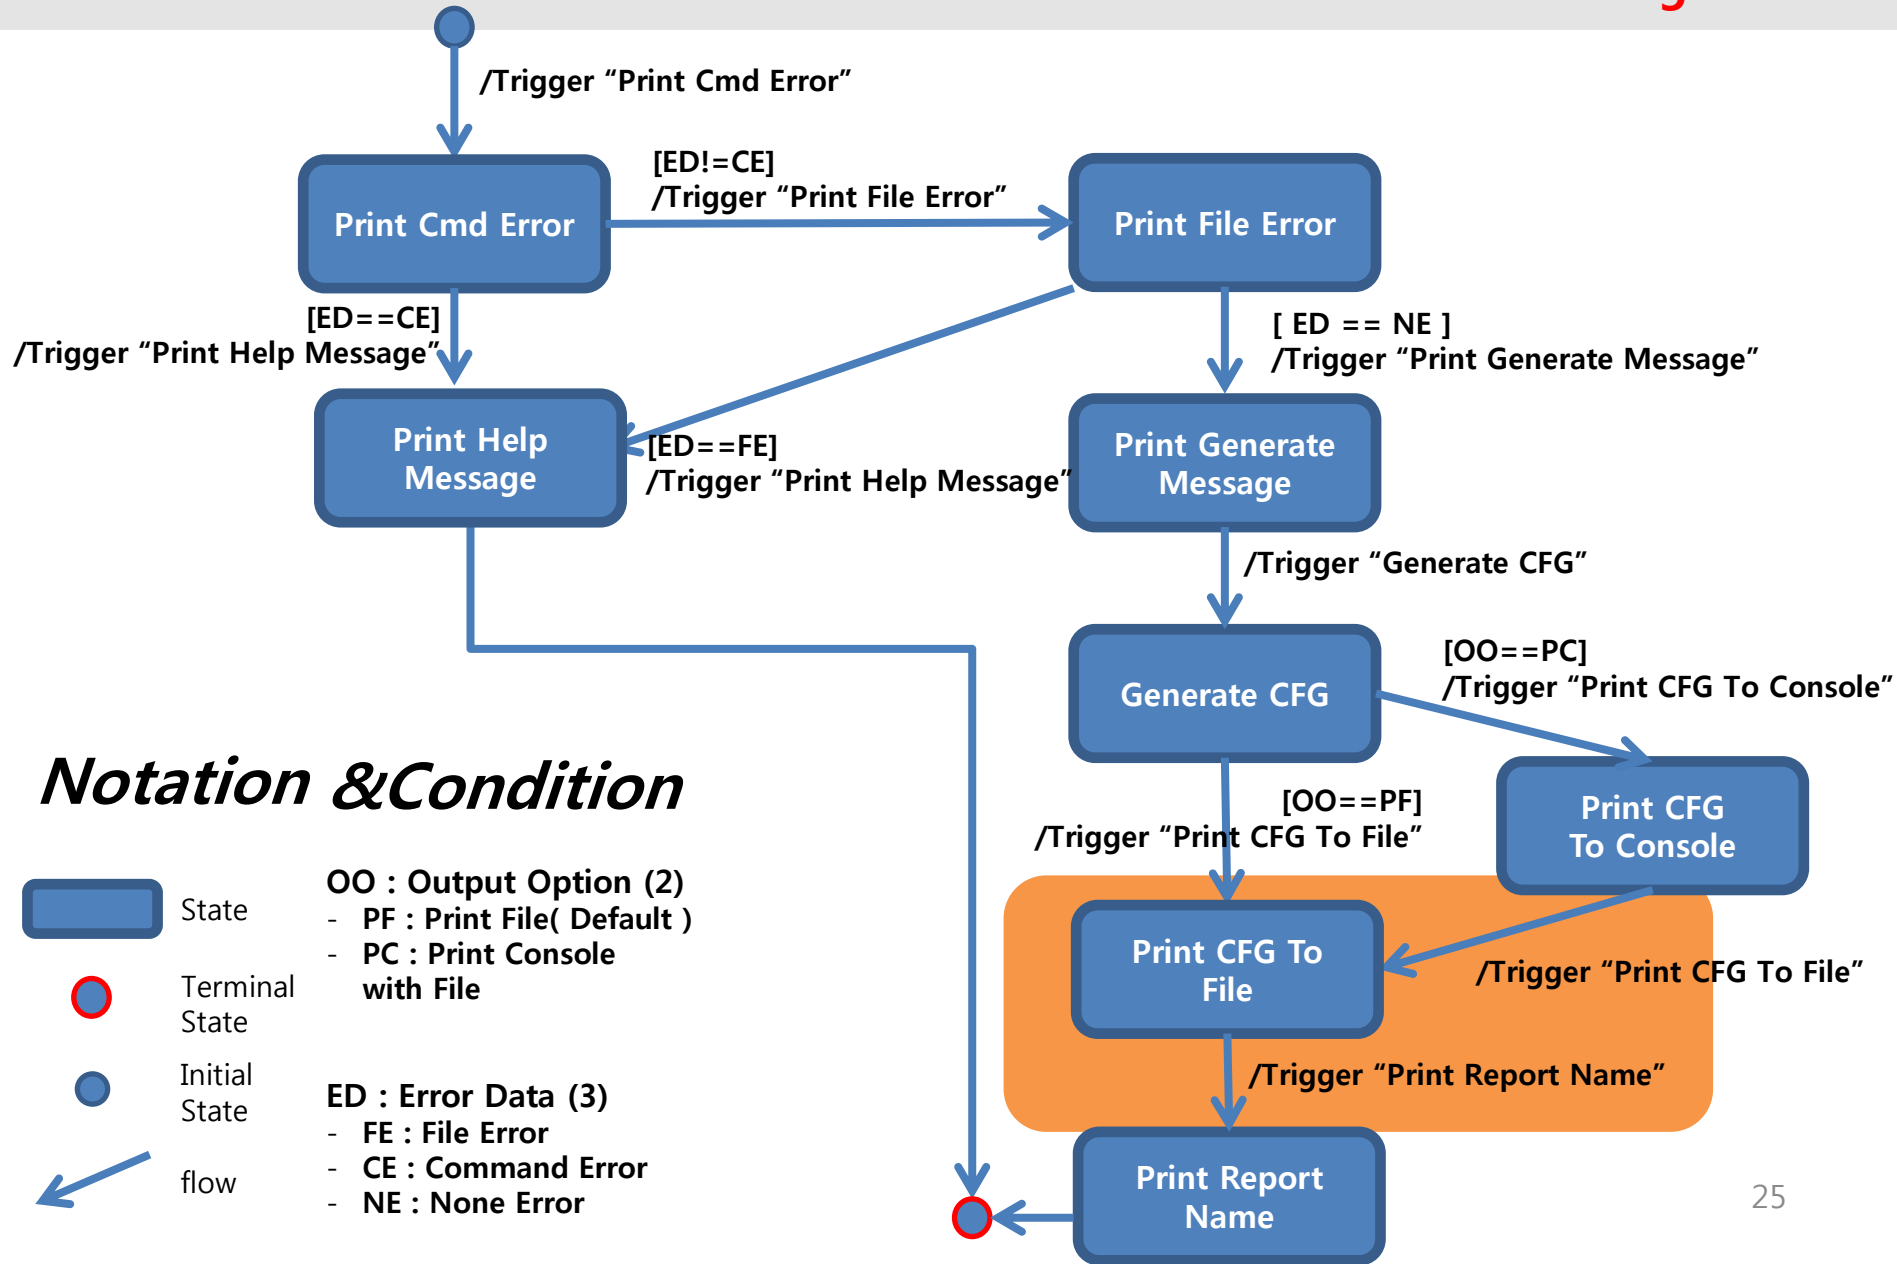 /Trigger “Print Cmd Error”
[ED!=CE]
/Trigger “Print File Error”
Print Cmd Error
Print File Error
[ED==CE]
/Trigger “Print Help Message”
[ ED == NE ]
/Trigger “Print Generate Message”
Print Help
Message
[ED==FE]
/Trigger “Print Help Message”
Print Generate
Message
/Trigger “Generate CFG”
[OO==PC]
/Trigger “Print CFG To Console”
Generate CFG
[OO==PF]
/Trigger “Print CFG To File”
Print CFG
To Console
Print CFG To
File
/Trigger “Print CFG To File”
/Trigger “Print Report Name”
Print Report
Name
Notation &Condition
State
Terminal
State
Initial
State
flow
OO : Output Option (2)
- PF : Print File( Default )
- PC : Print Console
with File
ED : Error Data (3)
- FE : File Error
- CE : Command Error
- NE : None Error
25